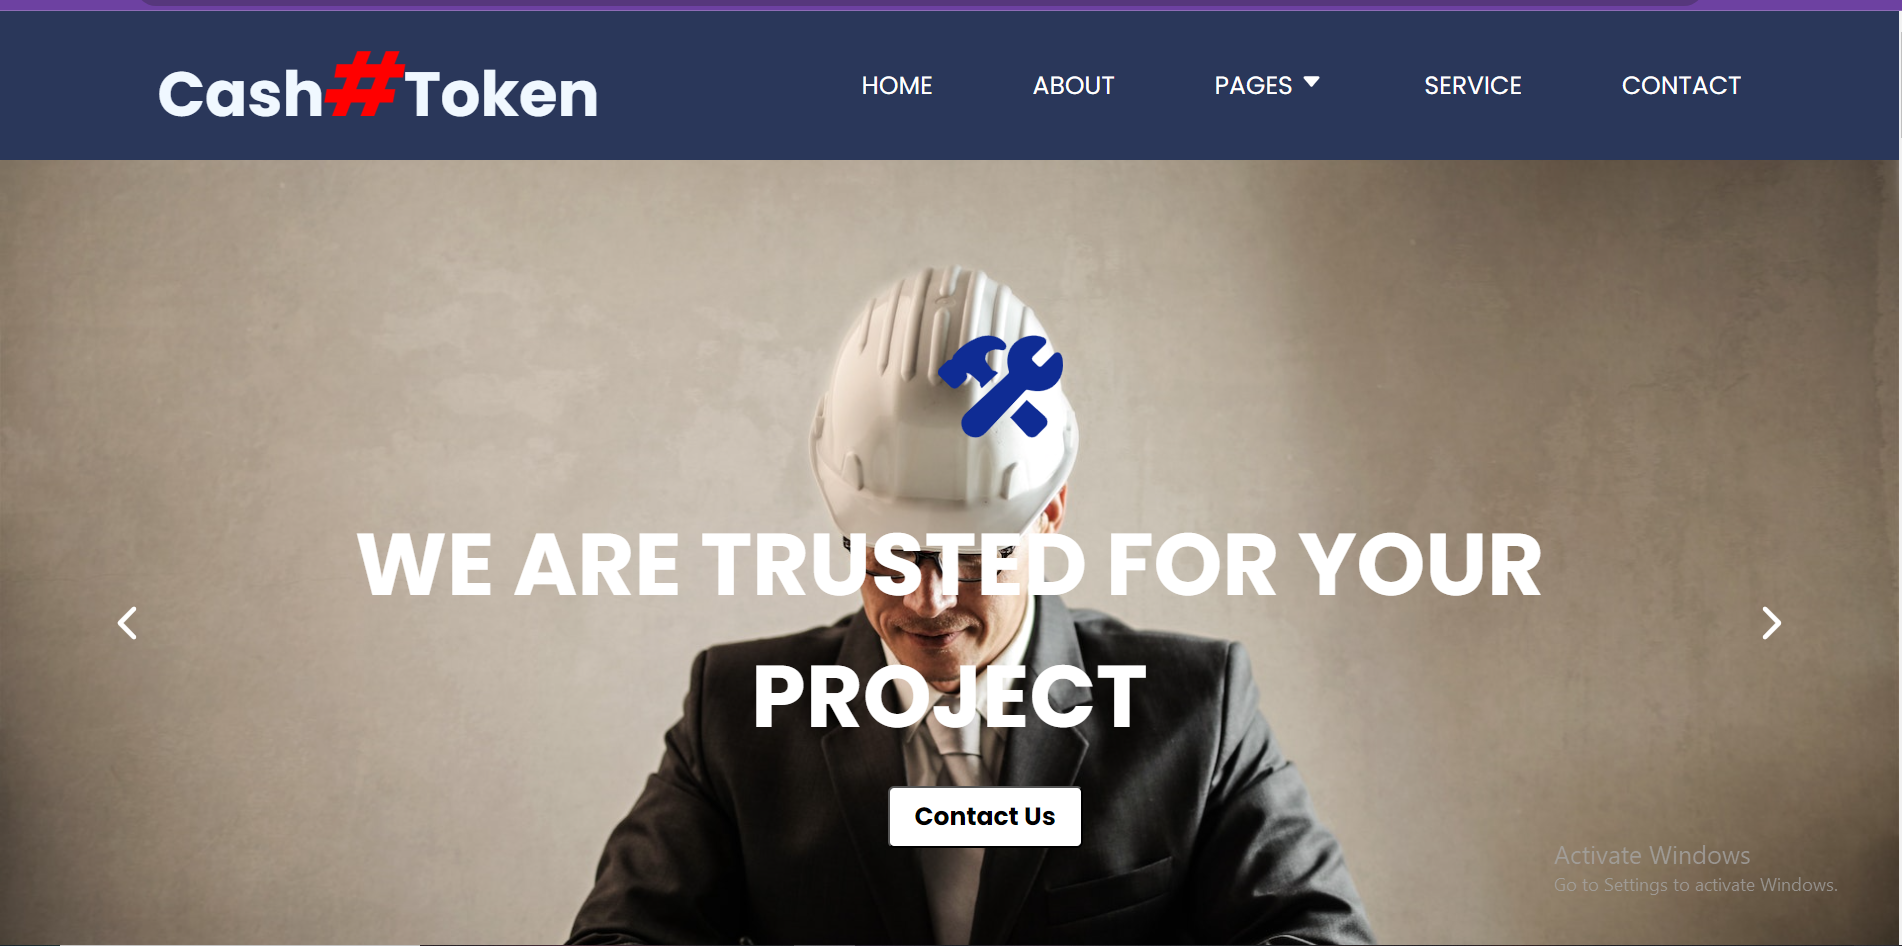 Cash#Token
HOME ABOUT PAGES SERVICE CONTACT
WE ARE TRUSTED FOR YOUR
PROJECT
Contact Us
Activate Windows
Go to Settings to activate Windows.